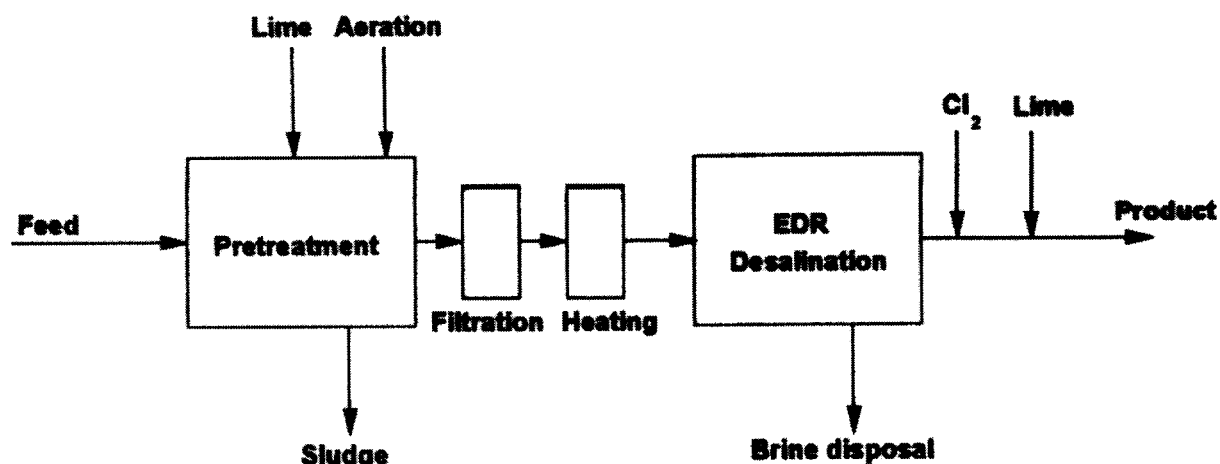 Lime Aeration
Cl₂ Lime
Feed
Pretreatment
EDR
Desalination
Product
Filtration
Heating
Sludge
Brine disposal